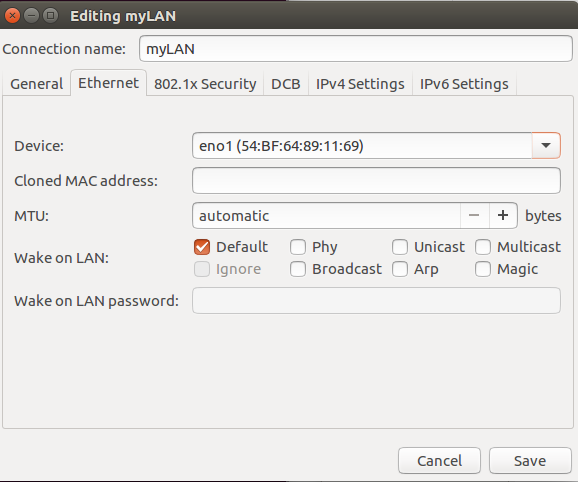 Editing myLAN
Connection name: myLAN
General Ethernet 802.1x Security DCB IPv4 Settings IPv6 Settings
Device: eno1 (54:BF:64:89:11:69)
Cloned MAC address:
MTU: automatic − + bytes
Wake on LAN: Default Phy Unicast Multicast
Ignore Broadcast Arp Magic
Wake on LAN password:
Cancel Save